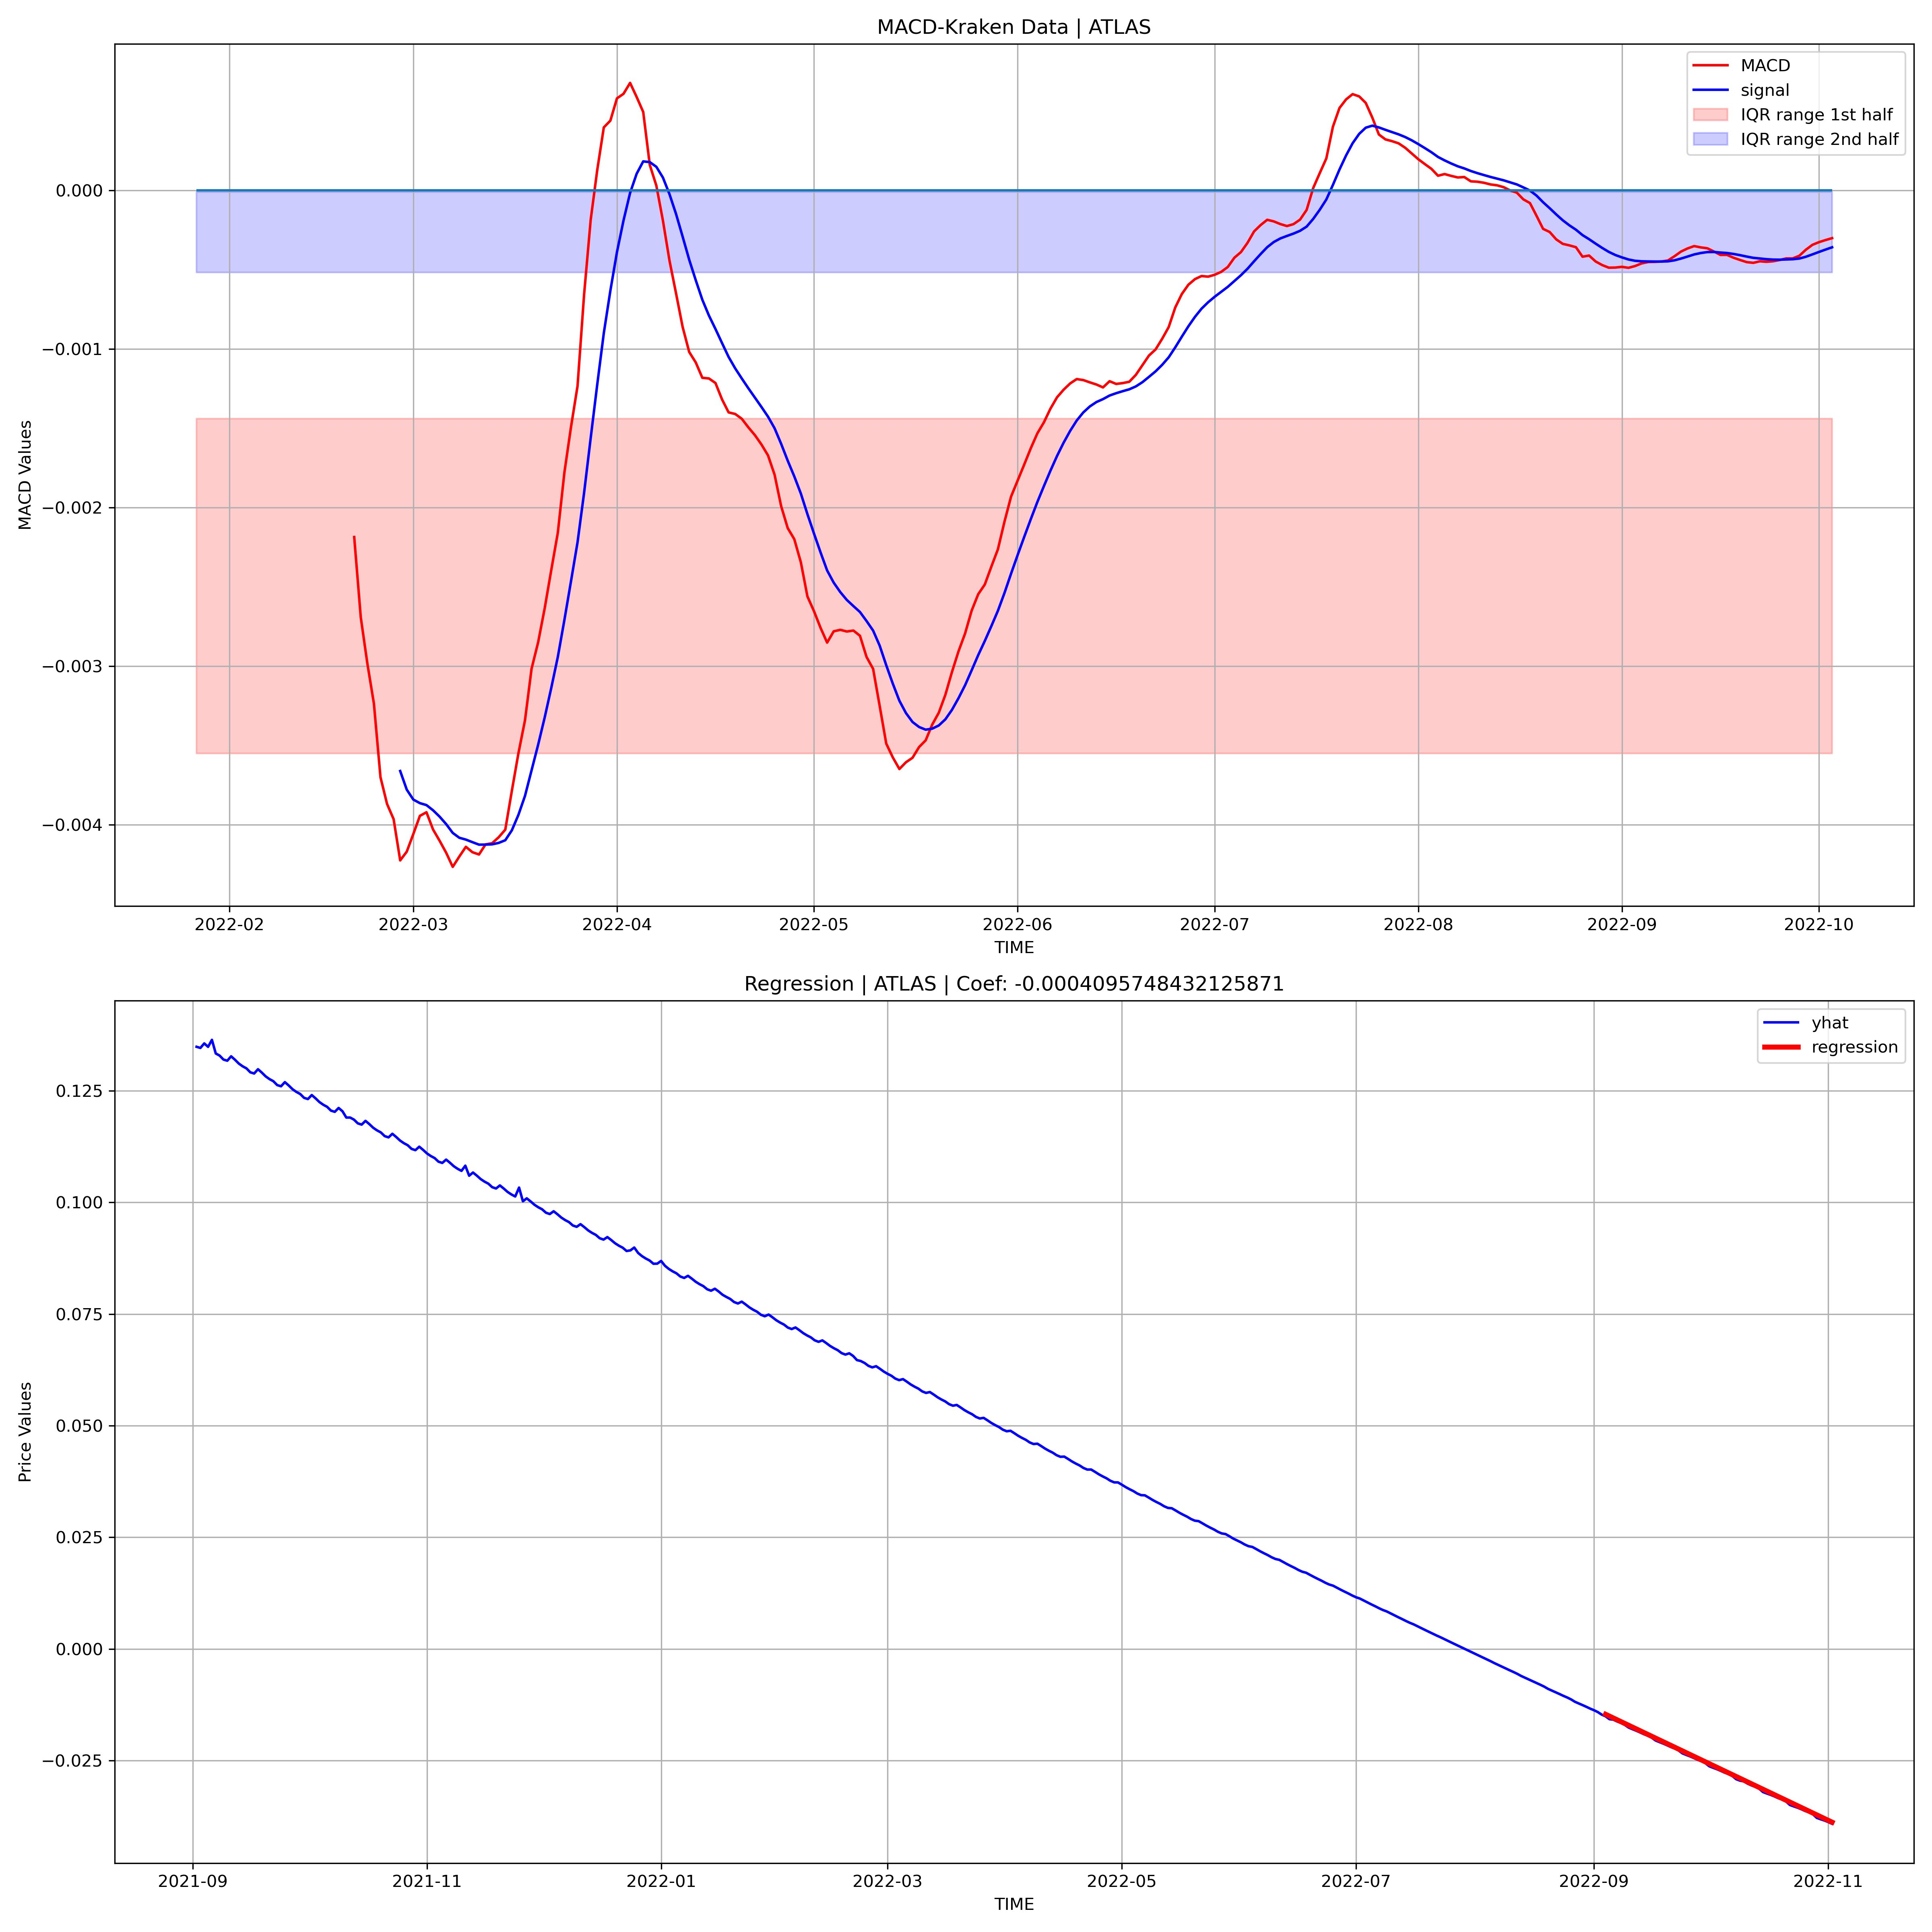 MACD-Kraken Data | ATLAS
MACD
signal
IQR range 1st half
IQR range 2nd half
MACD Values
0.000
−0.001
−0.002
−0.003
−0.004
2022-02 2022-03 2022-04 2022-05 2022-06 2022-07 2022-08 2022-09 2022-10
TIME
Regression | ATLAS | Coef: -0.0004095748432125871
yhat
regression
Price Values
0.125
0.100
0.075
0.050
0.025
0.000
−0.025
2021-09 2021-11 2022-01 2022-03 2022-05 2022-07 2022-09 2022-11
TIME